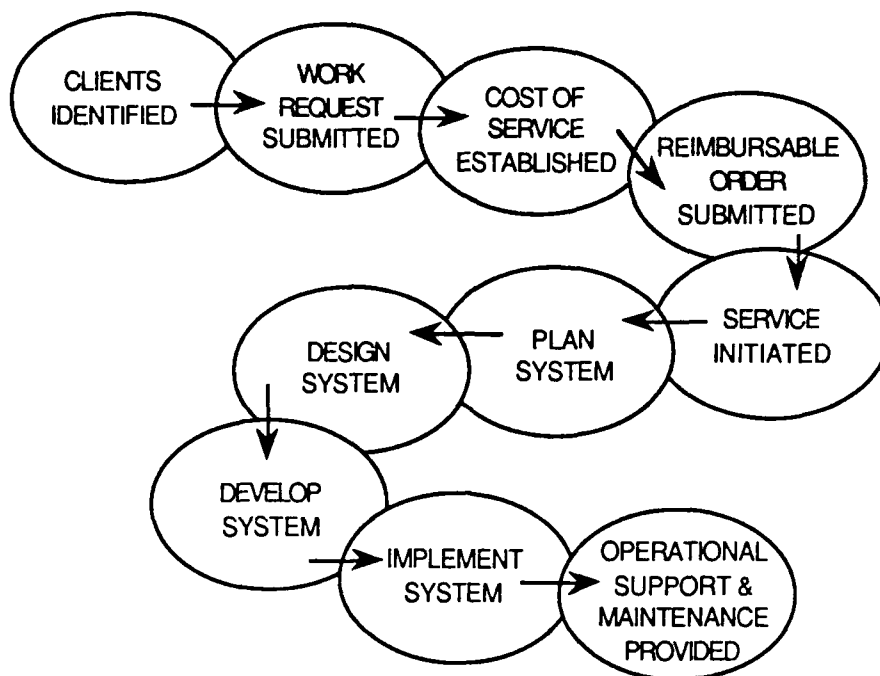 CLIENTS
IDENTIFIED
WORK
REQUEST
SUBMITTED
COST OF
SERVICE
ESTABLISHED
REIMBURSABLE
ORDER
SUBMITTED
SERVICE
INITIATED
PLAN
SYSTEM
DESIGN
SYSTEM
DEVELOP
SYSTEM
IMPLEMENT
SYSTEM
OPERATIONAL
SUPPORT &
MAINTENANCE
PROVIDED